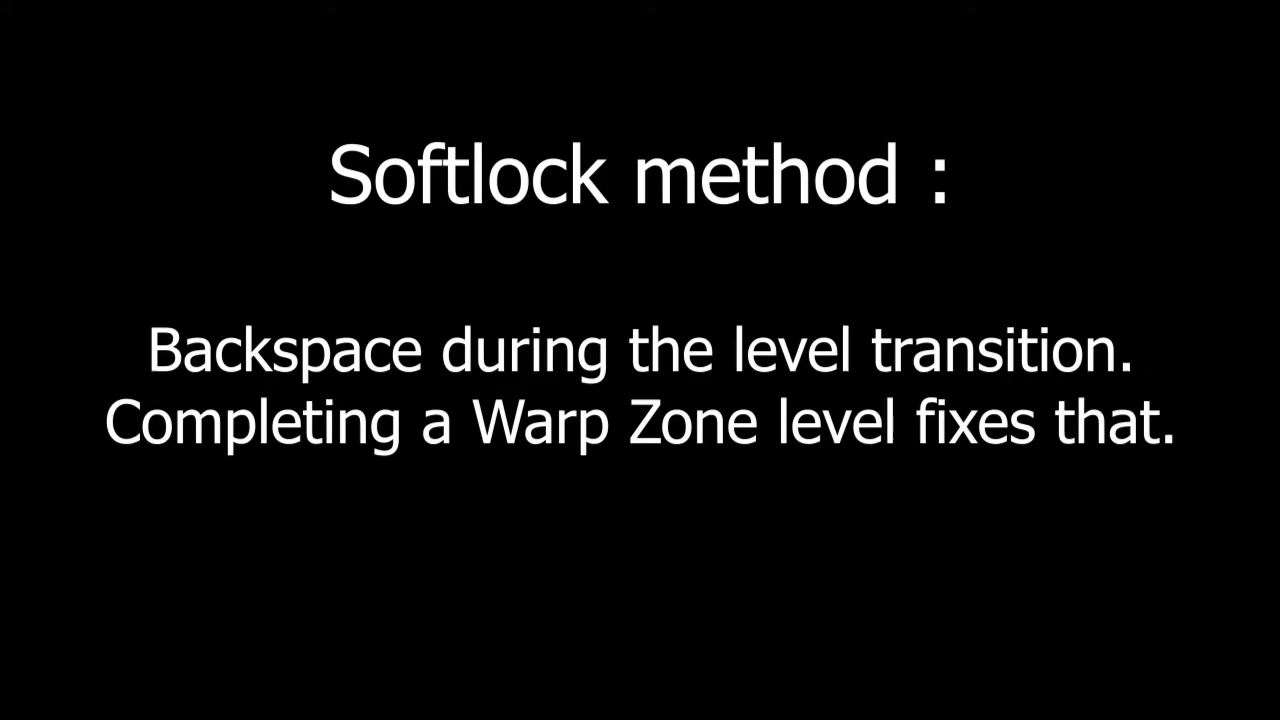 Softlock method :
Backspace during the level transition.
Completing a Warp Zone level fixes that.